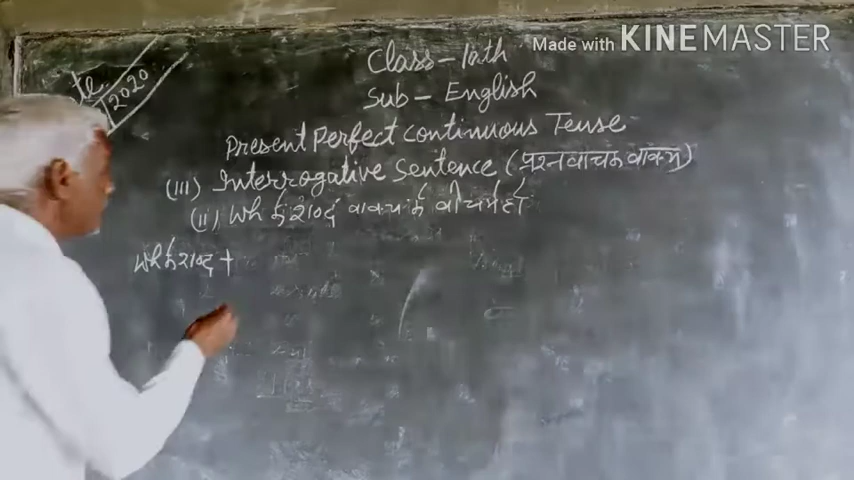 Made with KINEMASTER
Class - 10th
te
2020
Sub - English
Present Perfect continuous Tense
(iii) Interrogative Sentence (प्रश्नवाचक वाक्य)
(ii) Wh के शब्द वाक्य के बीच में हों
Wh के शब्द +